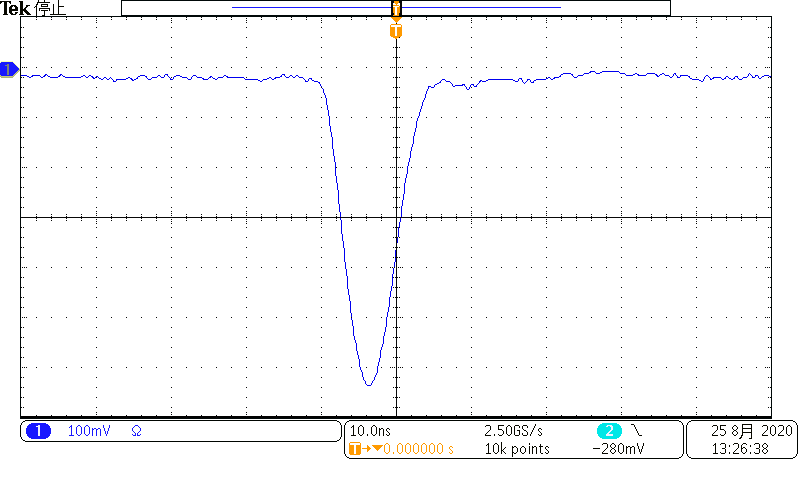 Tek 停止
T
T
1
1 100mV Ω
10.0ns 2.50GS/s 2
T→▼0.000000 s 10k points −280mV
25 8月 2020
13:26:38